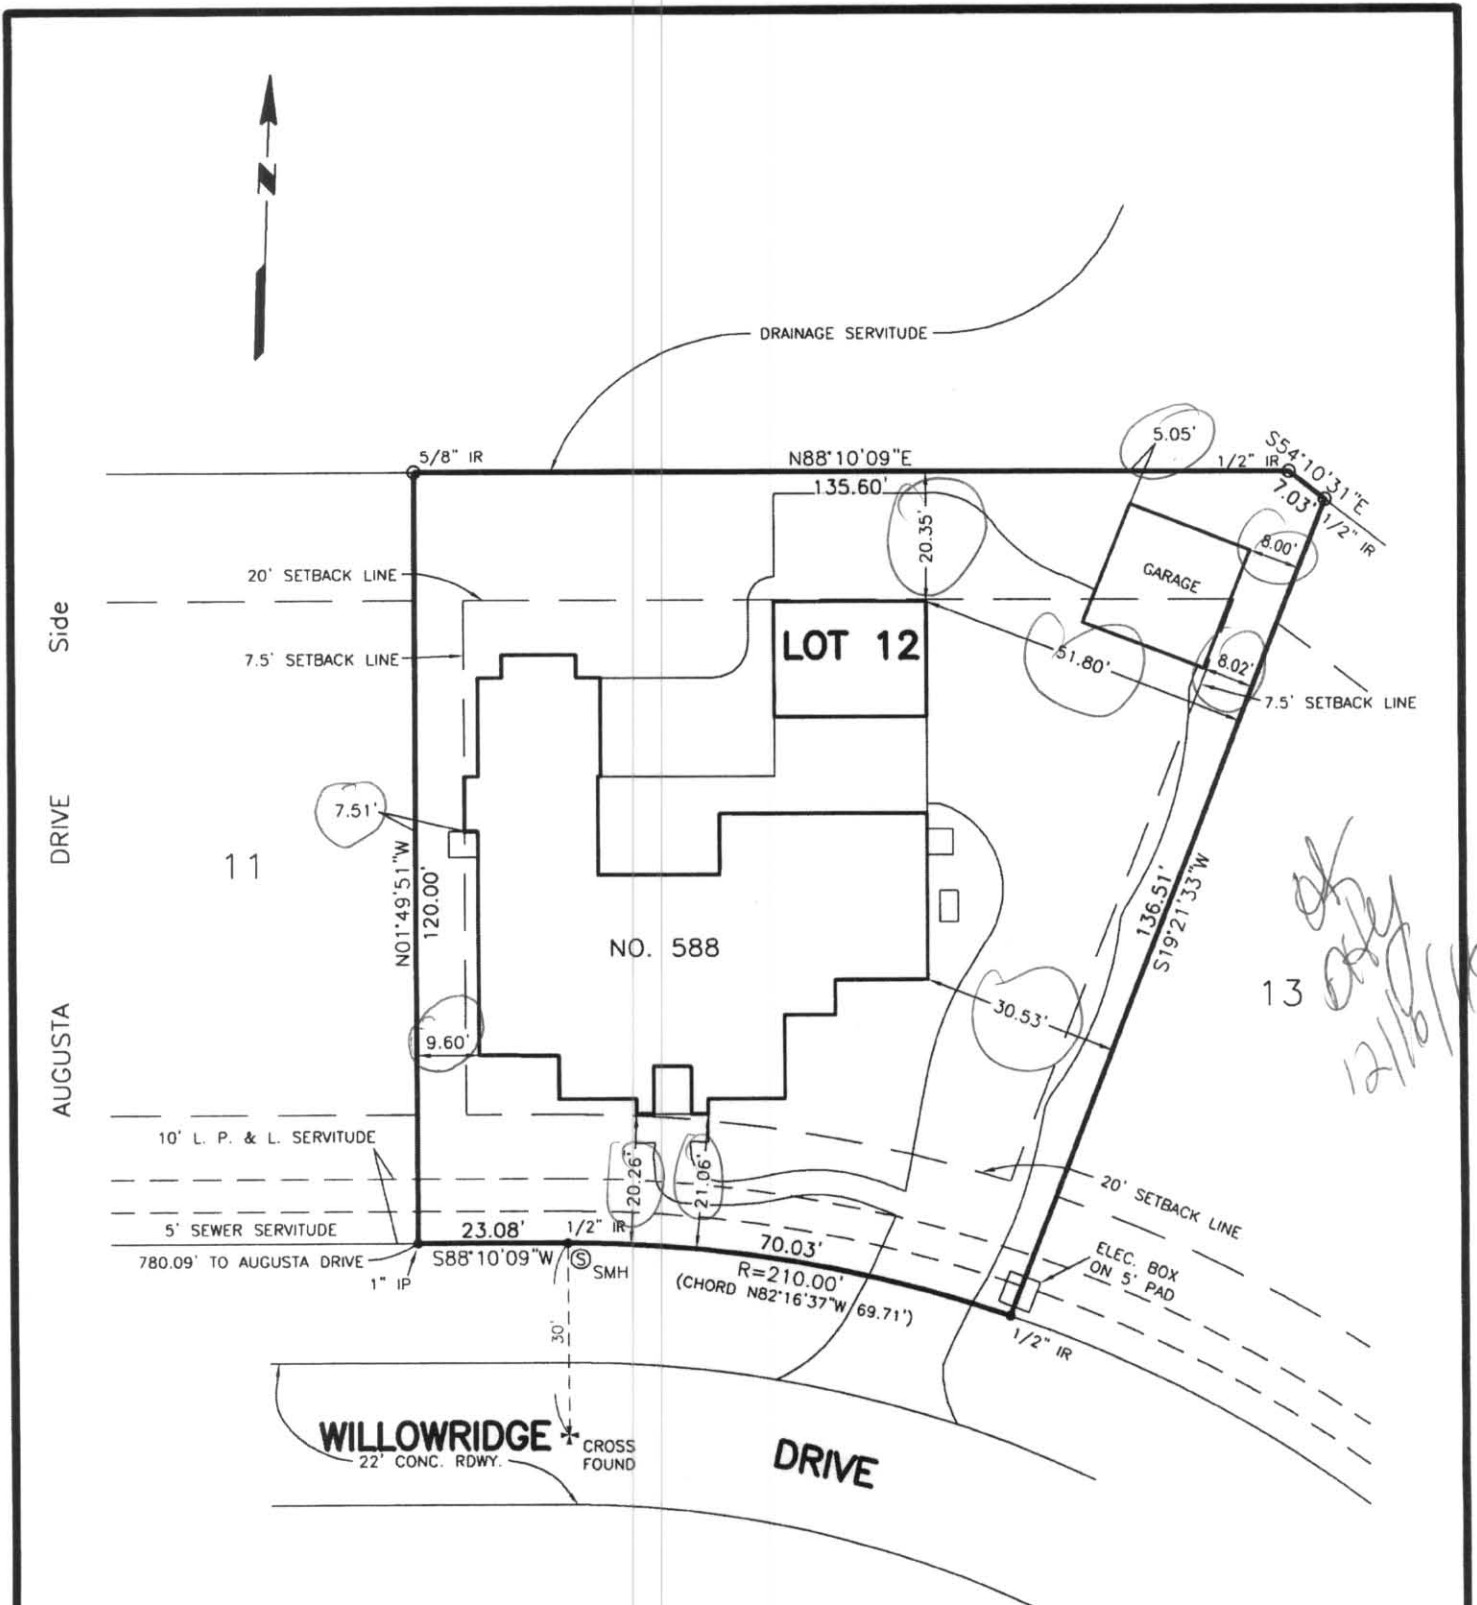 N
DRAINAGE SERVITUDE
5.05'
5/8" IR
N88°10'09"E
1/2" IR
S54°10'31"E
135.60'
7.03'
1/2" IR
20.35'
8.00'
GARAGE
20' SETBACK LINE
Side
LOT 12
7.5' SETBACK LINE
51.80'
8.02'
7.5' SETBACK LINE
7.51'
DRIVE
11
N01°49'51"W
120.00'
136.51'
S19°21'33"W
OK
NO. 588
13
30.53'
9.60'
AUGUSTA
10' L. P. & L. SERVITUDE
20.26'
21.06'
20' SETBACK LINE
5' SEWER SERVITUDE
23.08'
1/2" IR
70.03'
780.09' TO AUGUSTA DRIVE
S88°10'09"W
S
SMH
R=210.00'
(CHORD N82°16'37"W 69.71')
ELEC. BOX
ON 5' PAD
1" IP
30'
1/2" IR
WILLOWRIDGE
CROSS
FOUND
22' CONC. RDWY.
DRIVE